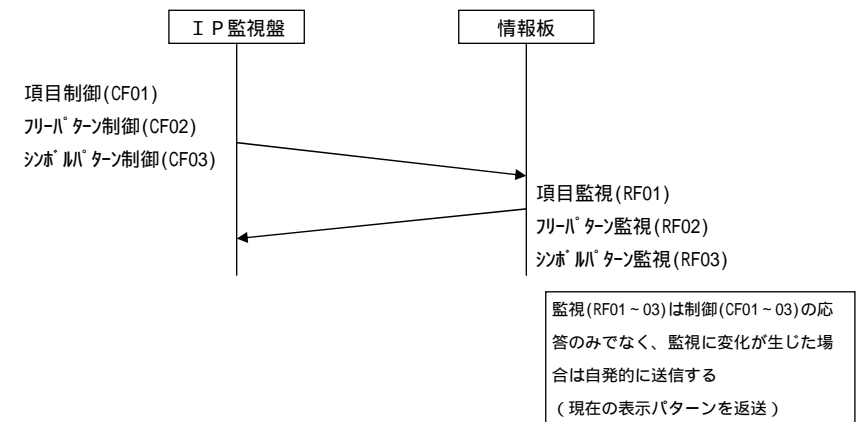 ＩＰ監視盤
情報板
項目制御(CF01)
ﾌﾘｰﾊﾟﾀｰﾝ制御(CF02)
ｼﾝﾎﾞﾙﾊﾟﾀｰﾝ制御(CF03)
項目監視(RF01)
ﾌﾘｰﾊﾟﾀｰﾝ監視(RF02)
ｼﾝﾎﾞﾙﾊﾟﾀｰﾝ監視(RF03)
監視(RF01～03)は制御(CF01～03)の応
答のみでなく、監視に変化が生じた場
合は自発的に送信する
（現在の表示パターンを返送）